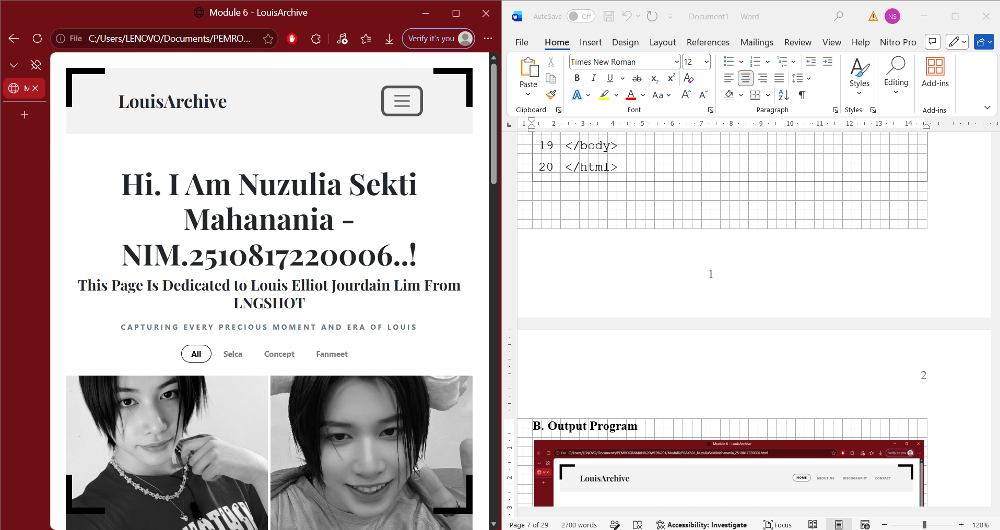 Module 6 - LouisArchive
File C:/Users/LENOVO/Documents/PEMRO...
Verify it's you
M
LouisArchive
Hi. I Am Nuzulia Sekti
Mahanania -
NIM.2510817220006..!
This Page Is Dedicated to Louis Elliot Jourdain Lim From
LNGSHOT
CAPTURING EVERY PRECIOUS MOMENT AND ERA OF LOUIS
All Selca Concept Fanmeet
AutoSave Off Document1 - Word NS
File Home Insert Design Layout References Mailings Review View Help Nitro Pro
Times New Roman 12
Paste
Styles
Editing
Add-ins
Clipboard Font Paragraph Styles Add-ins
1 1 2 3 4 5 6 7 8 9 10 11 12 13 14
19 </body>
20 </html>
1
2
B. Output Program
Module 6 - LouisArchive
File C:/Users/LENOVO/Documents/PEMROGRAMAN%20WEB%201/Modul6/PRAK601_NuzuliaSektiMahanania_2510817220006.html
Verify it's you
LouisArchive
HOME ABOUT ME DISCOGRAPHY CONTACT
1
2
3
Page 7 of 29 2700 words Accessibility: Investigate Focus 120%